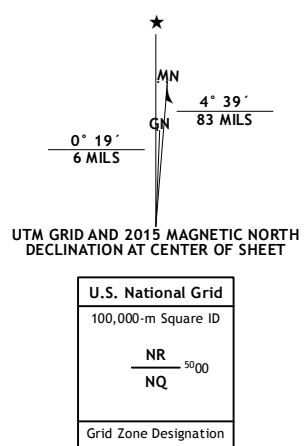 ★
MN
4° 39´
83 MILS
GN
0° 19´
6 MILS
UTM GRID AND 2015 MAGNETIC NORTH
DECLINATION AT CENTER OF SHEET
U.S. National Grid
100,000-m Square ID
NR
5000
NQ
Grid Zone Designation